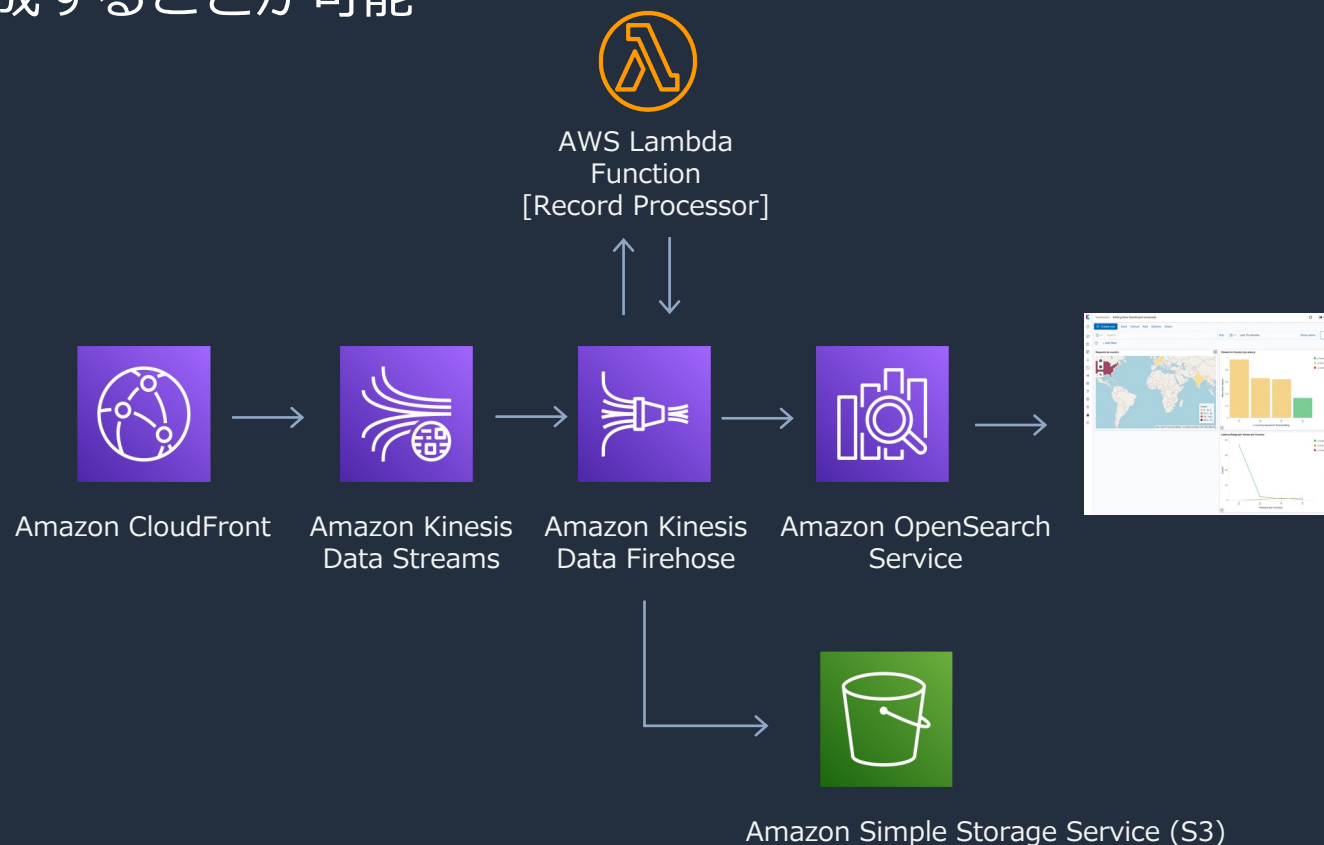 成することが可能
AWS Lambda
Function
[Record Processor]
Amazon CloudFront
Amazon Kinesis
Data Streams
Amazon Kinesis
Data Firehose
Amazon OpenSearch
Service
Amazon Simple Storage Service (S3)